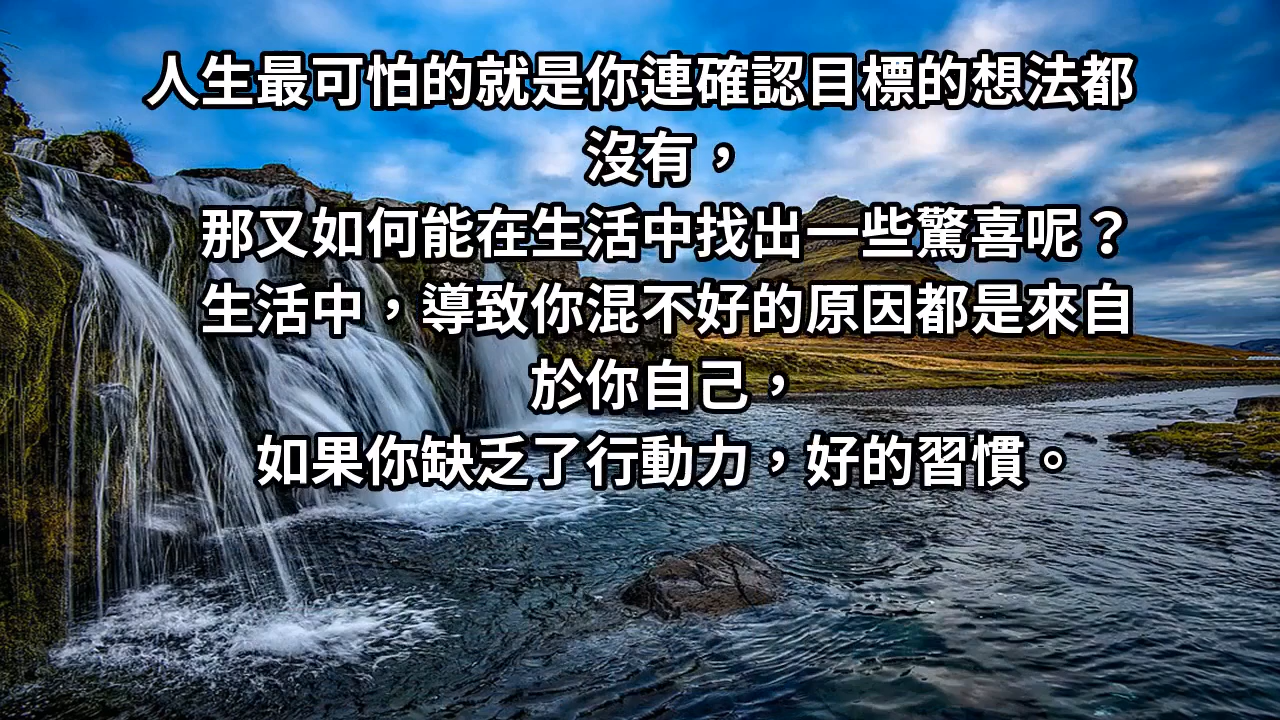 人生最可怕的就是你連確認目標的想法都
沒有，
那又如何能在生活中找出一些驚喜呢？
生活中，導致你混不好的原因都是來自
於你自己，
如果你缺乏了行動力，好的習慣。